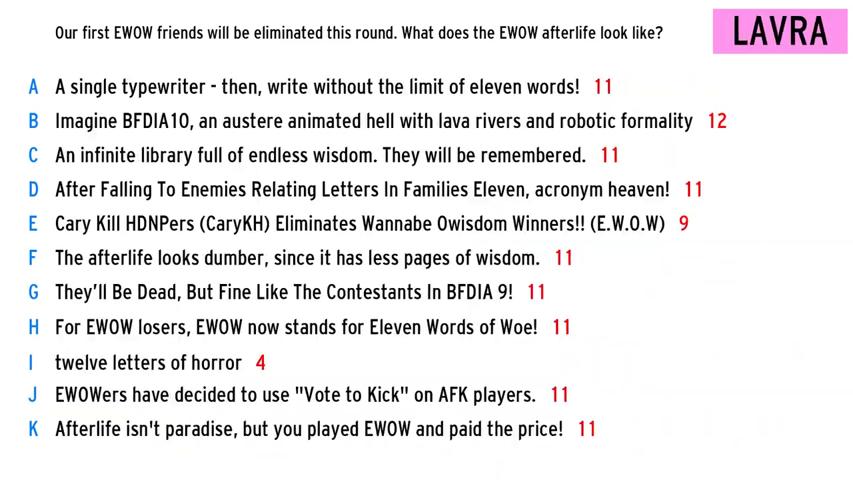 Our first EWOW friends will be eliminated this round. What does the EWOW afterlife look like?
LAVRA
A A single typewriter - then, write without the limit of eleven words! 11
B Imagine BFDIA10, an austere animated hell with lava rivers and robotic formality 12
C An infinite library full of endless wisdom. They will be remembered. 11
D After Falling To Enemies Relating Letters In Families Eleven, acronym heaven! 11
E Cary Kill HDNPers (CaryKH) Eliminates Wannabe Owisdom Winners!! (E.W.O.W) 9
F The afterlife looks dumber, since it has less pages of wisdom. 11
G They'll Be Dead, But Fine Like The Contestants In BFDIA 9! 11
H For EWOW losers, EWOW now stands for Eleven Words of Woe! 11
I twelve letters of horror 4
J EWOWers have decided to use "Vote to Kick" on AFK players. 11
K Afterlife isn't paradise, but you played EWOW and paid the price! 11